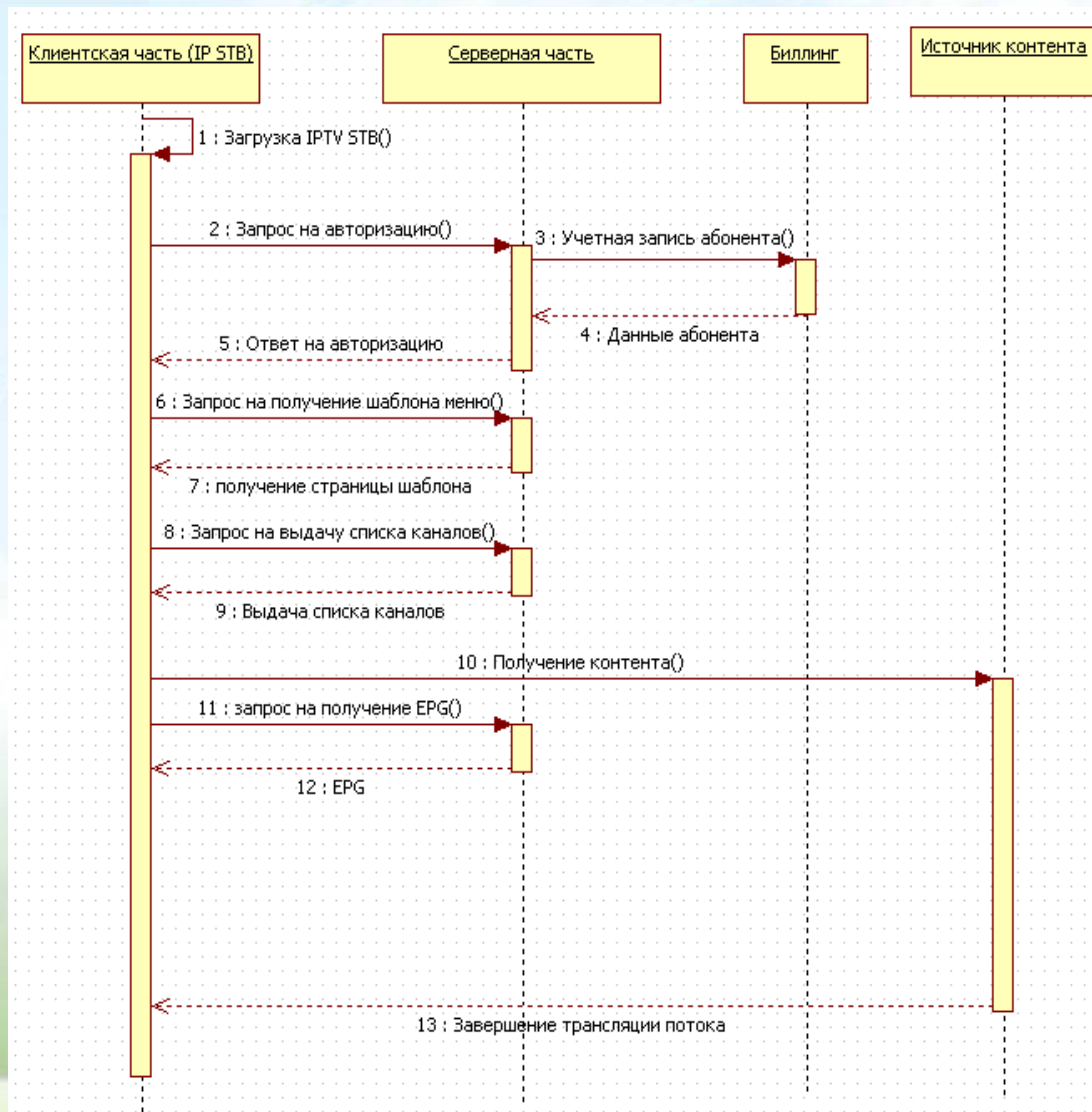 Клиентская часть (IP STB)
Серверная часть
Биллинг
Источник контента
1 : Загрузка IPTV STB()
2 : Запрос на авторизацию()
3 : Учетная запись абонента()
4 : Данные абонента
5 : Ответ на авторизацию
6 : Запрос на получение шаблона меню()
7 : получение страницы шаблона
8 : Запрос на выдачу списка каналов()
9 : Выдача списка каналов
10 : Получение контента()
11 : запрос на получение EPG()
12 : EPG
13 : Завершение трансляции потока